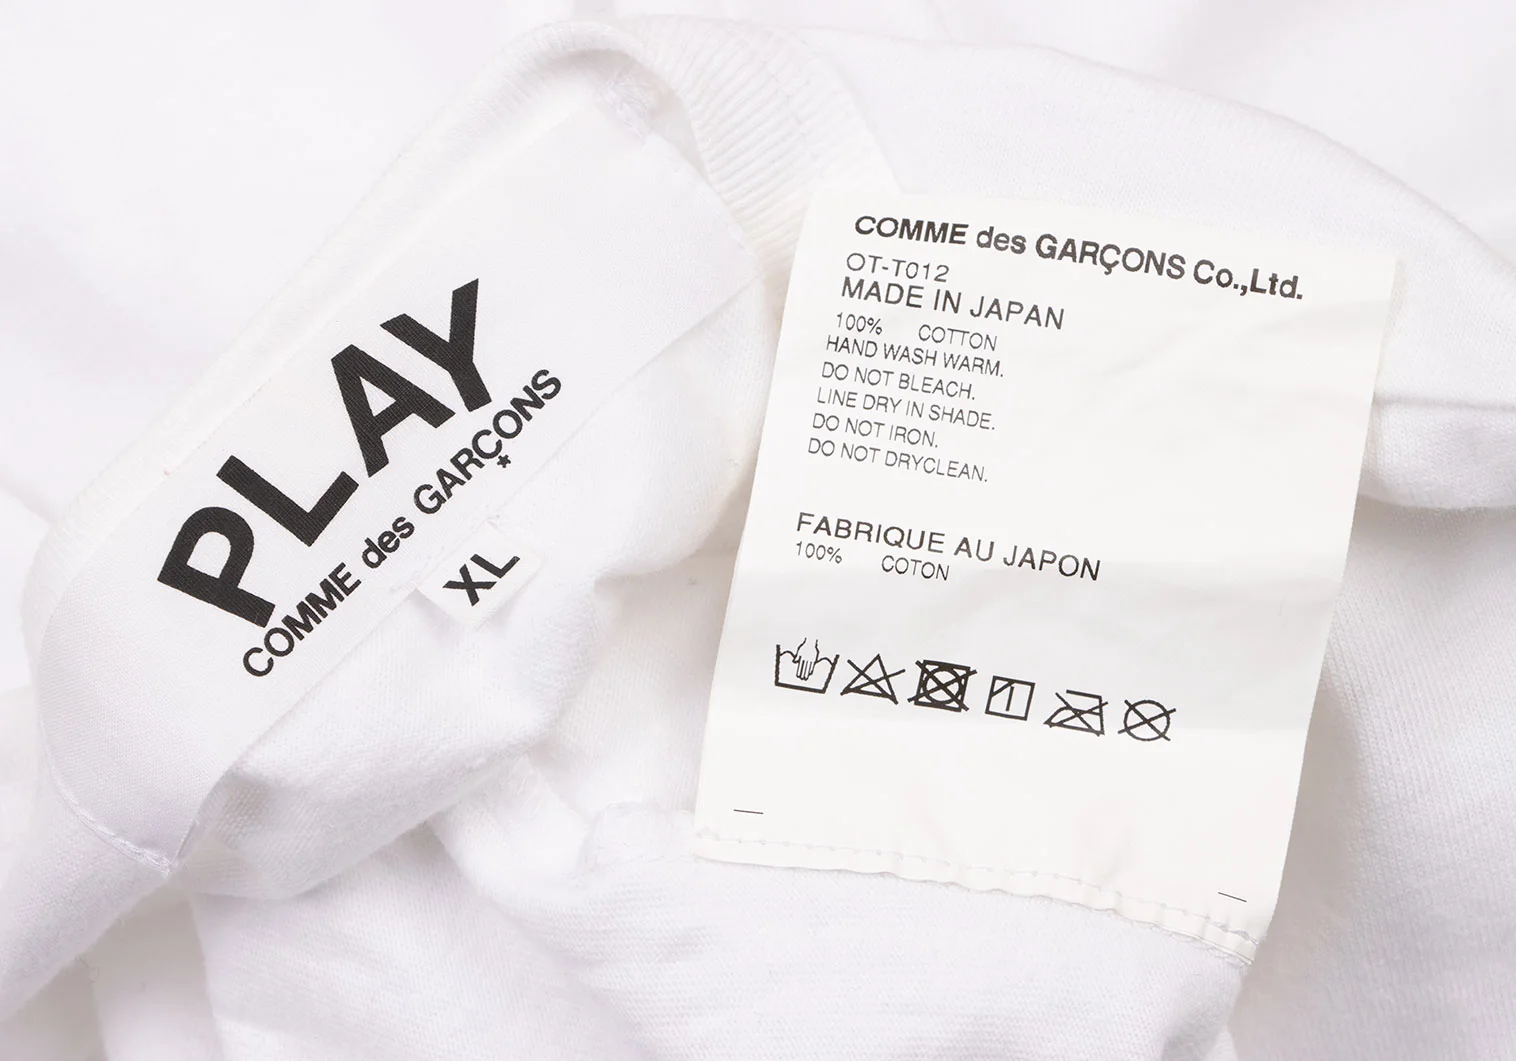 PLAY
COMME des GARÇONS
*
XL
COMME des GARÇONS Co.,Ltd.
OT-T012
MADE IN JAPAN
100% COTTON
HAND WASH WARM.
DO NOT BLEACH.
LINE DRY IN SHADE.
DO NOT IRON.
DO NOT DRYCLEAN.
FABRIQUE AU JAPON
100% COTON